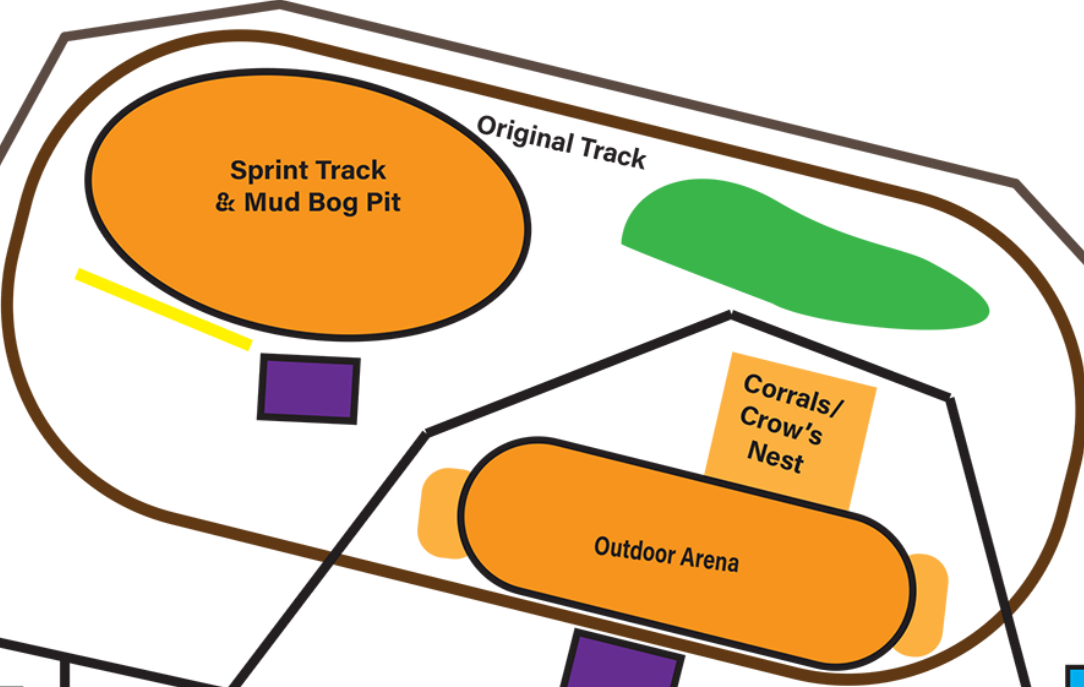 Original Track
Sprint Track
& Mud Bog Pit
Corrals/
Crow's
Nest
Outdoor Arena